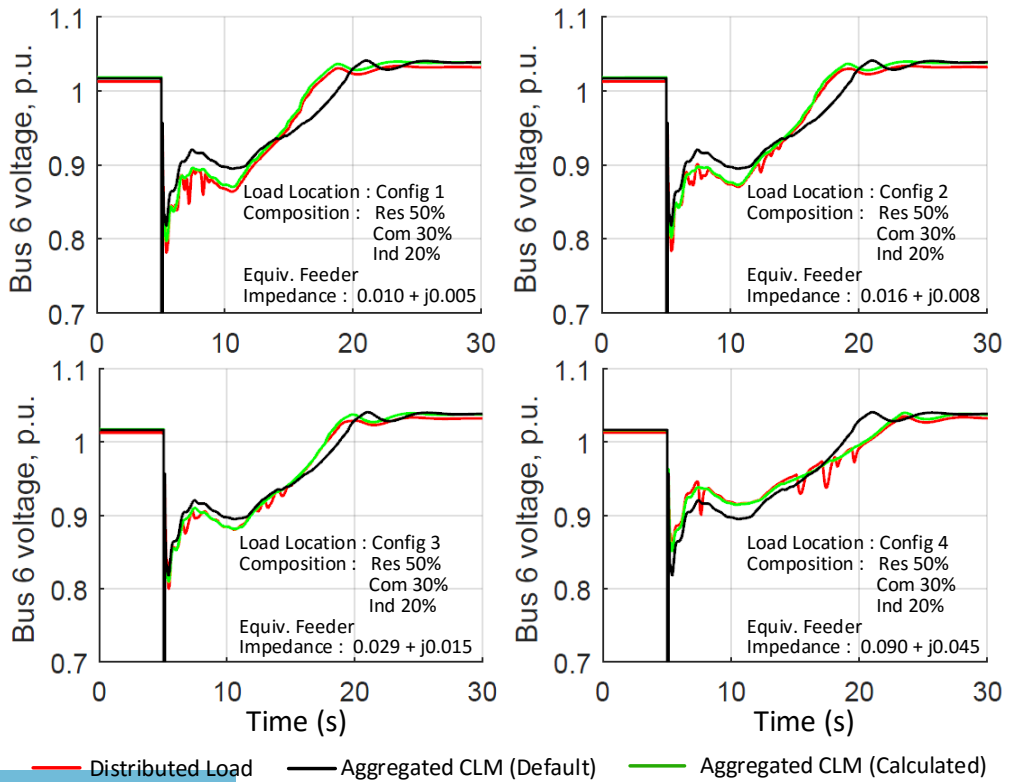 1.1
1
0.9
0.8
0.7
Bus 6 voltage, p.u.
Load Location : Config 1
Composition : Res 50%
Com 30%
Ind 20%
Equiv. Feeder
Impedance : 0.010 + j0.005
0 10 20 30
1.1
1
0.9
0.8
0.7
Bus 6 voltage, p.u.
Load Location : Config 2
Composition : Res 50%
Com 30%
Ind 20%
Equiv. Feeder
Impedance : 0.016 + j0.008
0 10 20 30
1.1
1
0.9
0.8
0.7
Bus 6 voltage, p.u.
Load Location : Config 3
Composition : Res 50%
Com 30%
Ind 20%
Equiv. Feeder
Impedance : 0.029 + j0.015
0 10 20 30
Time (s)
1.1
1
0.9
0.8
0.7
Bus 6 voltage, p.u.
Load Location : Config 4
Composition : Res 50%
Com 30%
Ind 20%
Equiv. Feeder
Impedance : 0.090 + j0.045
0 10 20 30
Time (s)
Distributed Load Aggregated CLM (Default) Aggregated CLM (Calculated)